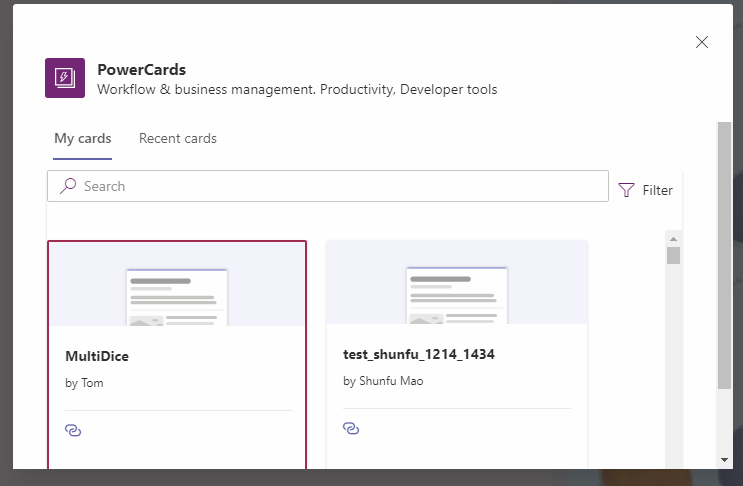 PowerCards
Workflow & business management. Productivity, Developer tools
My cards Recent cards
Search
Filter
MultiDice
by Tom
test_shunfu_1214_1434
by Shunfu Mao